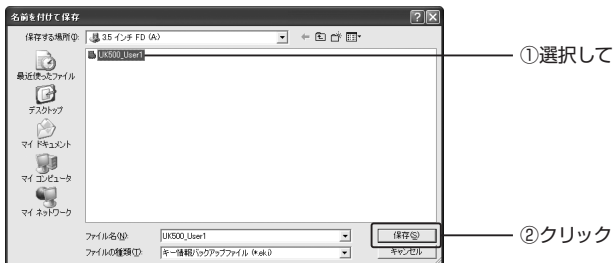 名前を付けて保存
保存する場所(I):
3.5 インチ FD (A)
UK500_User1
①選択して
最近使ったファイル
デスクトップ
マイ ドキュメント
マイ コンピュータ
マイ ネットワーク
ファイル名(N):
UK500_User1
保存(S)
②クリック
ファイルの種類(T):
キー情報バックアップファイル (*.eki)
キャンセル